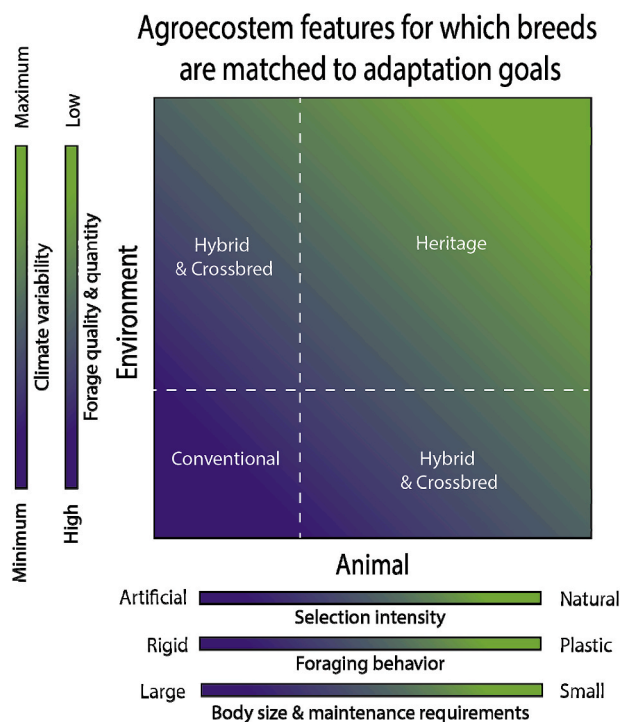 Agroecostem features for which breeds
are matched to adaptation goals
Maximum
Low
Climate variability
Forage quality & quantity
Minimum
High
Environment
Hybrid
& Crossbred
Heritage
Conventional
Hybrid
& Crossbred
Animal
Artificial
Natural
Selection intensity
Rigid
Plastic
Foraging behavior
Large
Small
Body size & maintenance requirements